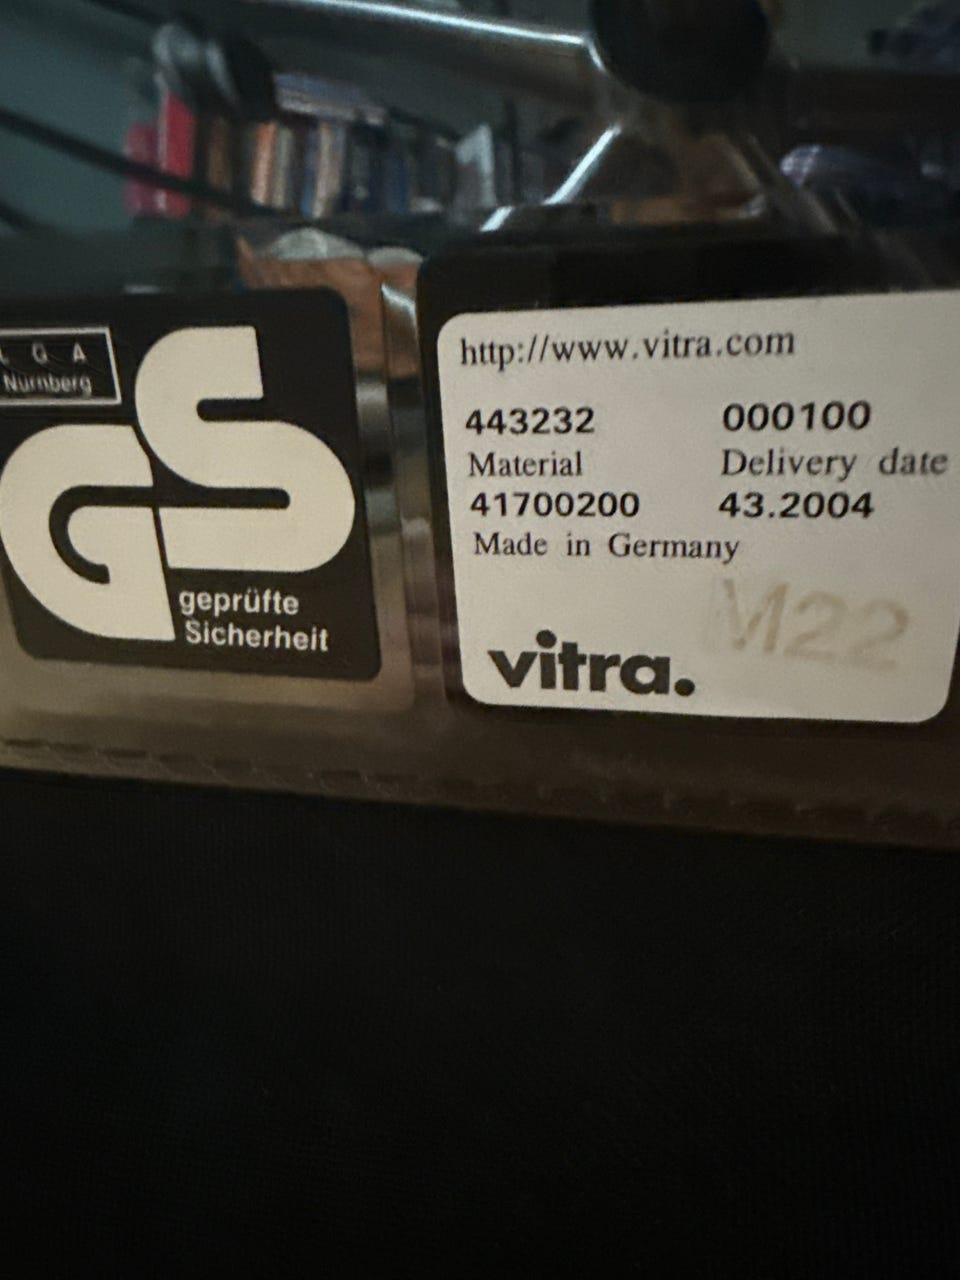 L G A
Nürnberg
GS
geprüfte
Sicherheit
http://www.vitra.com
443232 000100
Material Delivery date
41700200 43.2004
Made in Germany
M22
vitra.